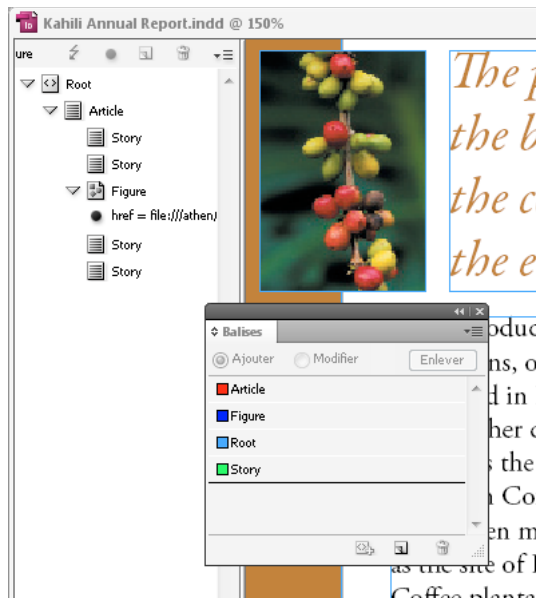 Kahili Annual Report.indd @ 150%
ure
Root
Article
Story
Story
Figure
href = file:///athen/
Story
Story
The p
the b
the c
the e
Balises
Ajouter
Modifier
Enlever
Article
Figure
Root
Story
oduc
ns, o
d in
her c
s the
n Co
en m
as the site of
Coffee planta